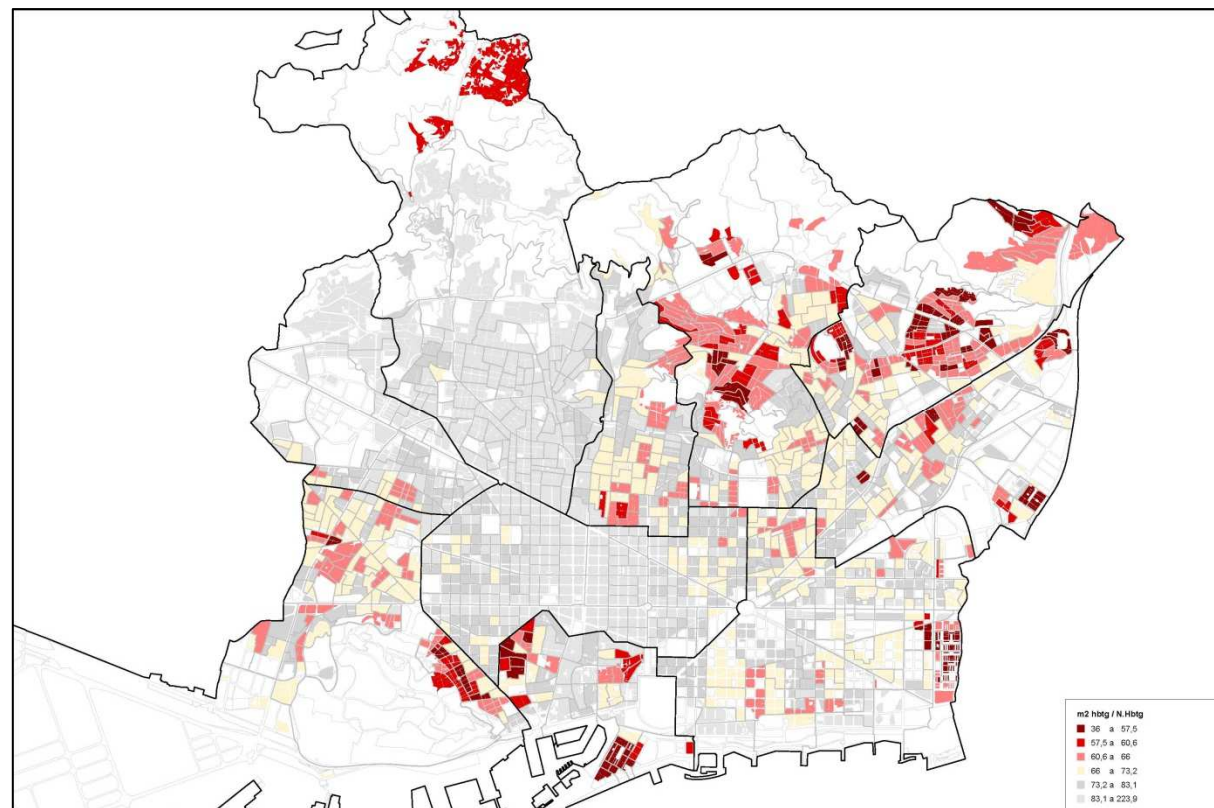 m2 hbtg / N.Hbtg
36 a 57,5
57,5 a 60,6
60,6 a 66
66 a 73,2
73,2 a 83,1
83,1 a 223,9